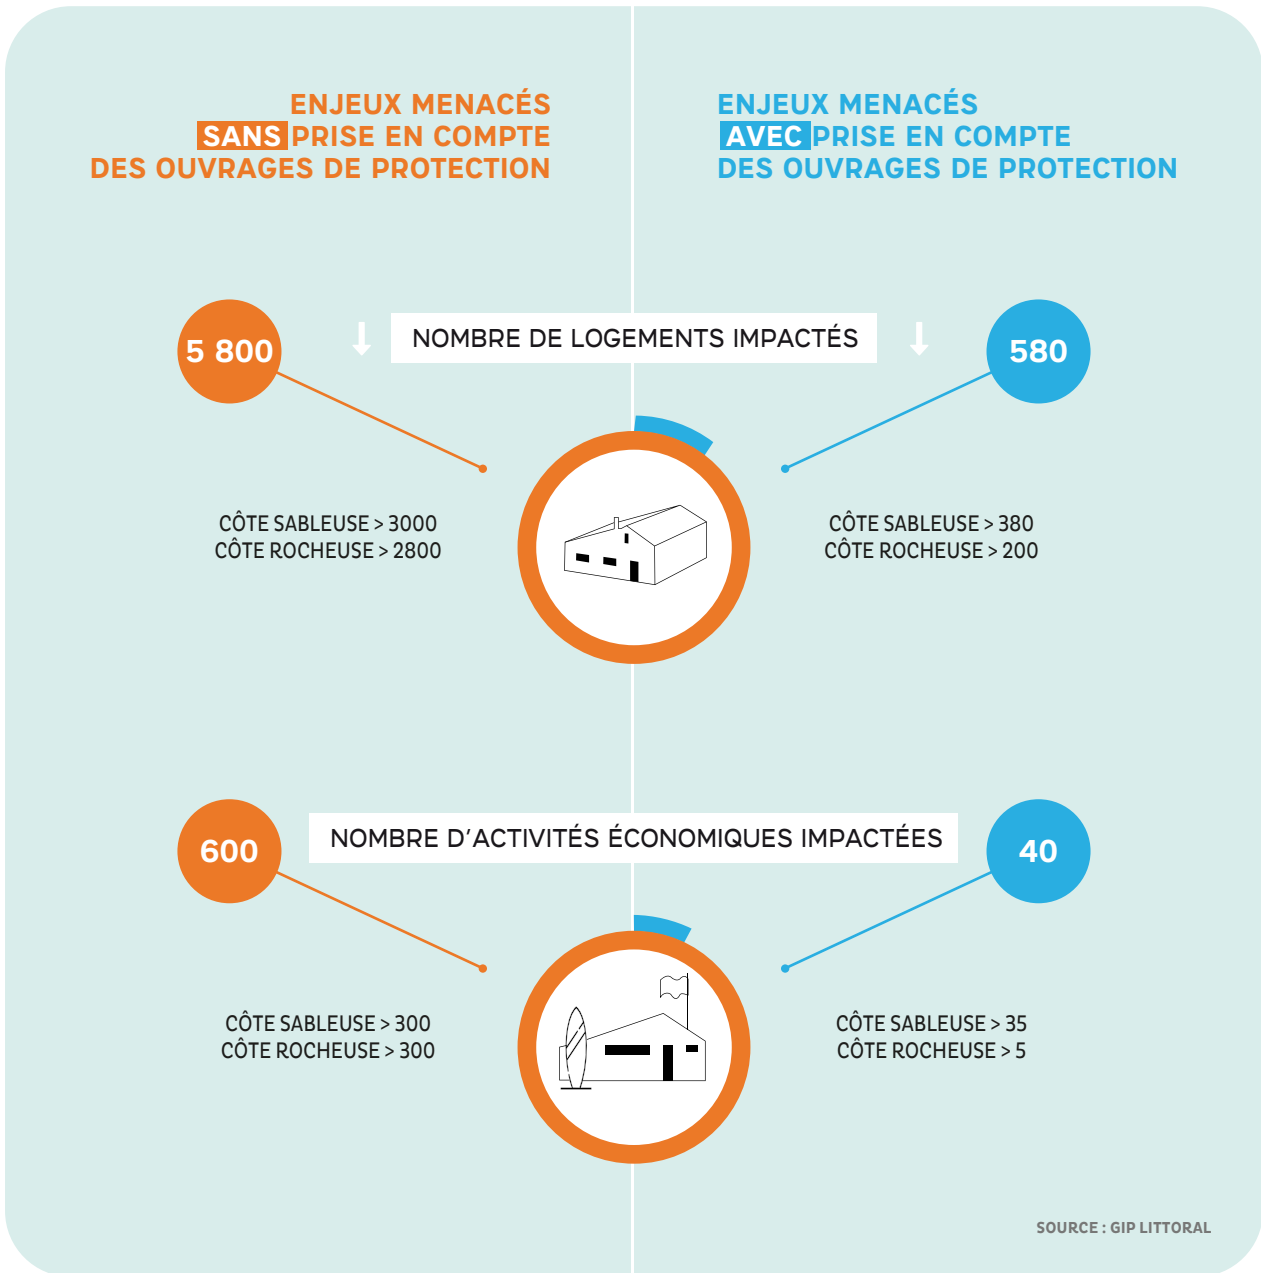 ENJEUX MENACÉS
SANS PRISE EN COMPTE
DES OUVRAGES DE PROTECTION
ENJEUX MENACÉS
AVEC PRISE EN COMPTE
DES OUVRAGES DE PROTECTION
5 800
NOMBRE DE LOGEMENTS IMPACTÉS
580
CÔTE SABLEUSE > 3000
CÔTE ROCHEUSE > 2800
CÔTE SABLEUSE > 380
CÔTE ROCHEUSE > 200
600
NOMBRE D’ACTIVITÉS ÉCONOMIQUES IMPACTÉES
40
CÔTE SABLEUSE > 300
CÔTE ROCHEUSE > 300
CÔTE SABLEUSE > 35
CÔTE ROCHEUSE > 5
SOURCE : GIP LITTORAL